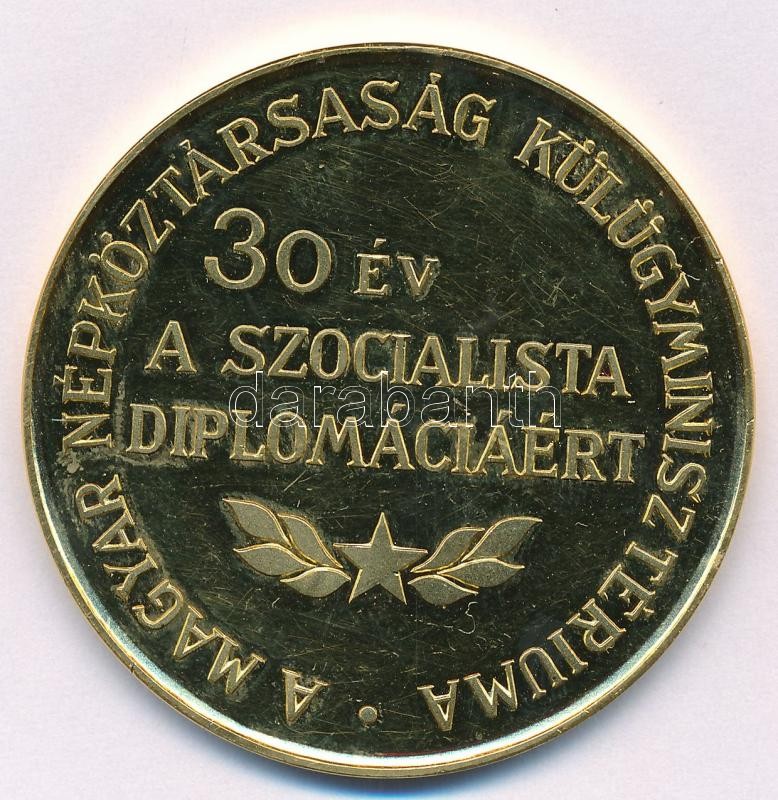 A MAGYAR NÉPKÖZTÁRSASÁG KÜLÜGYMINISZTÉRIUMA •
30 ÉV
A SZOCIALISTA
DIPLOMÁCIÁÉRT
darabanth